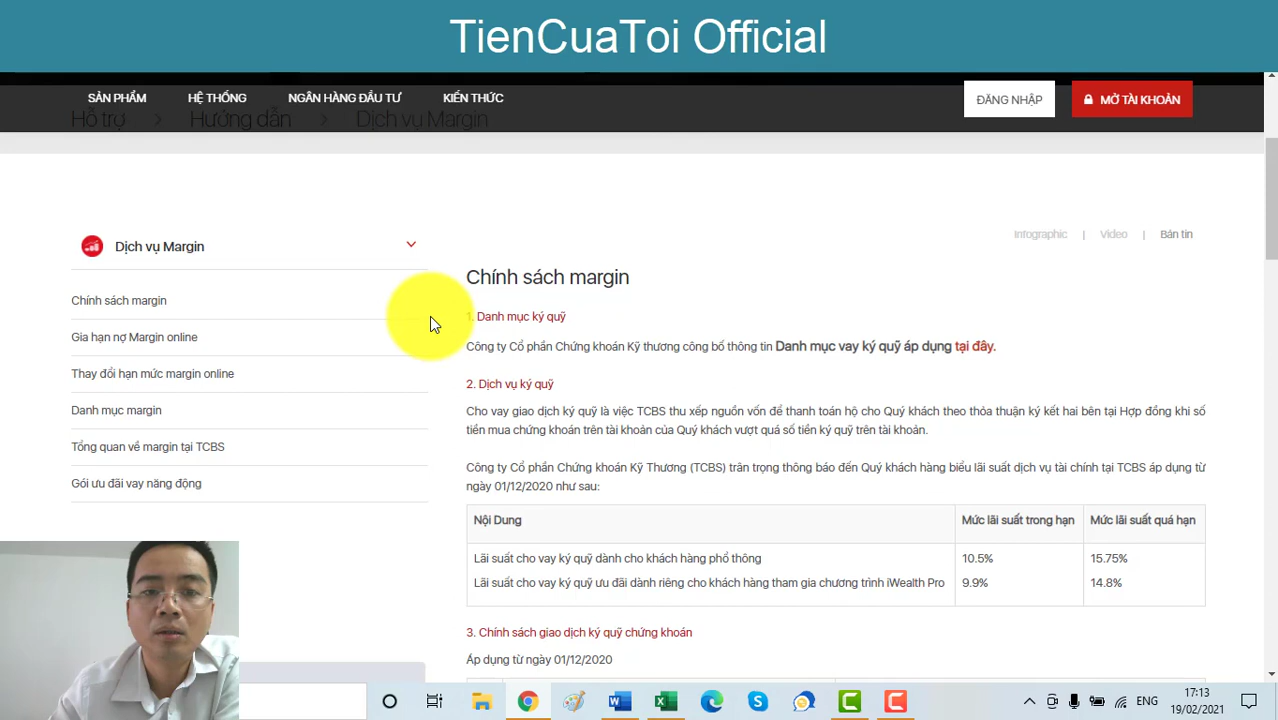 TienCuaToi Official
SẢN PHẨM
HỆ THỐNG
NGÂN HÀNG ĐẦU TƯ
KIẾN THỨC
ĐĂNG NHẬP
MỞ TÀI KHOẢN
Hỗ trợ
Hướng dẫn
Dịch vụ Margin
Infographic | Video | Bản tin
Dịch vụ Margin
Chính sách margin
Gia hạn nợ Margin online
Thay đổi hạn mức margin online
Danh mục margin
Tổng quan về margin tại TCBS
Gói ưu đãi vay năng động
Chính sách margin
1. Danh mục ký quỹ
Công ty Cổ phần Chứng khoán Kỹ thương công bố thông tin Danh mục vay ký quỹ áp dụng tại đây.
2. Dịch vụ ký quỹ
Cho vay giao dịch ký quỹ là việc TCBS thu xếp nguồn vốn để thanh toán hộ cho Quý khách theo thỏa thuận ký kết hai bên tại Hợp đồng khi số
tiền mua chứng khoán trên tài khoản của Quý khách vượt quá số tiền ký quỹ trên tài khoản.
Công ty Cổ phần Chứng khoán Kỹ Thương (TCBS) trân trọng thông báo đến Quý khách hàng biểu lãi suất dịch vụ tài chính tại TCBS áp dụng từ
ngày 01/12/2020 như sau:
Nội Dung
Mức lãi suất trong hạn
Mức lãi suất quá hạn
Lãi suất cho vay ký quỹ dành cho khách hàng phổ thông
10.5%
15.75%
Lãi suất cho vay ký quỹ ưu đãi dành riêng cho khách hàng tham gia chương trình iWealth Pro
9.9%
14.8%
3. Chính sách giao dịch ký quỹ chứng khoán
Áp dụng từ ngày 01/12/2020
ENG
17:13
19/02/2021